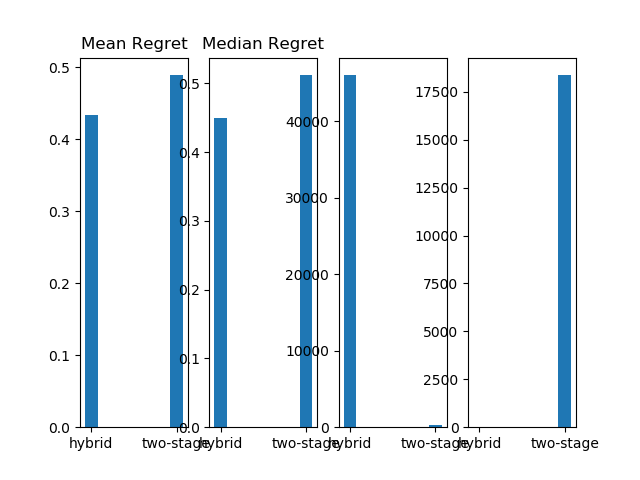 Mean Regret
Median Regret
0.5
0.4
0.3
0.2
0.1
0.0
hybrid
two-stage
0.5
0.4
0.3
0.2
0.1
0.0
hybrid
two-stage
40000
30000
20000
10000
0
hybrid
two-stage
17500
15000
12500
10000
7500
5000
2500
0
hybrid
two-stage